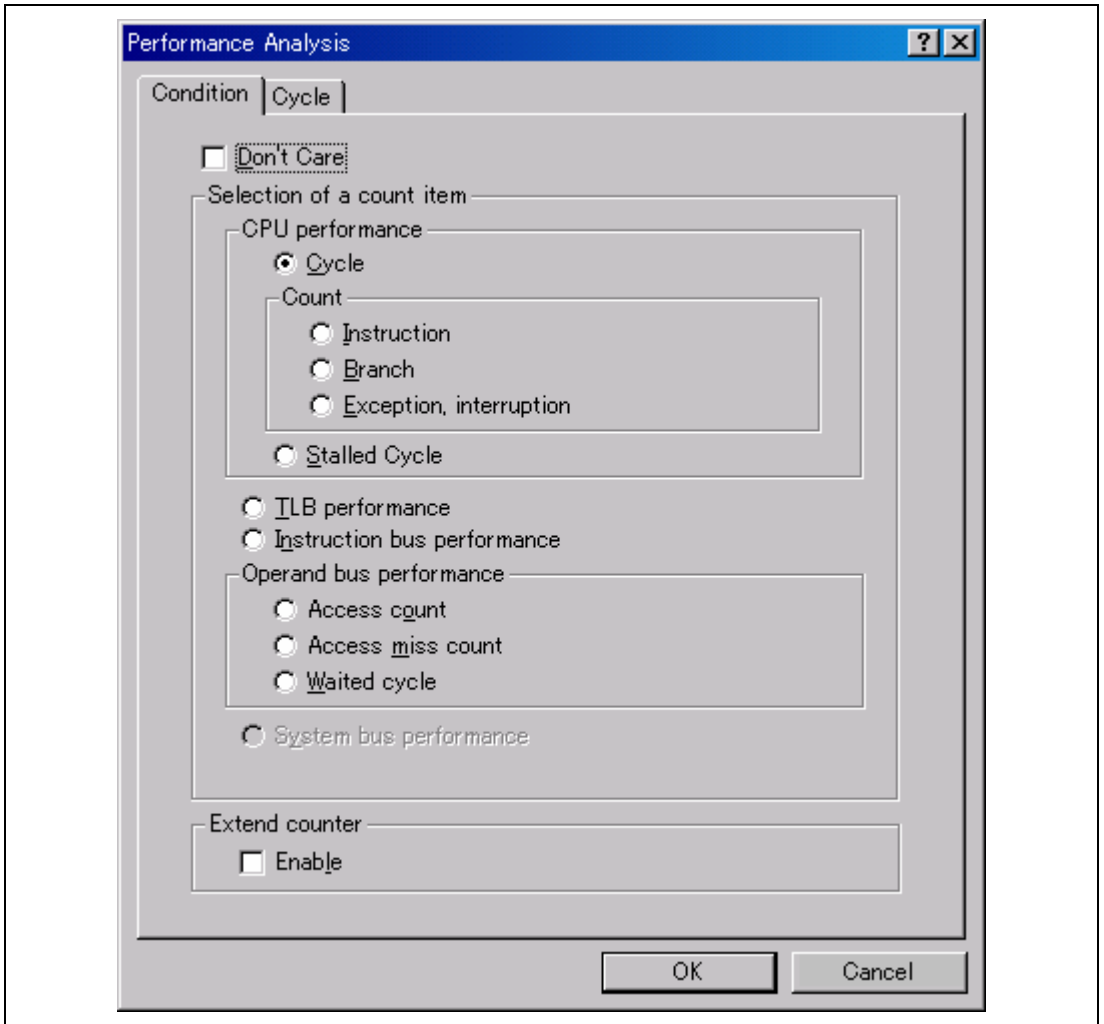 Performance Analysis
Condition Cycle
Don't Care
Selection of a count item
CPU performance
Cycle
Count
Instruction
Branch
Exception, interruption
Stalled Cycle
TLB performance
Instruction bus performance
Operand bus performance
Access count
Access miss count
Waited cycle
System bus performance
Extend counter
Enable
OK Cancel